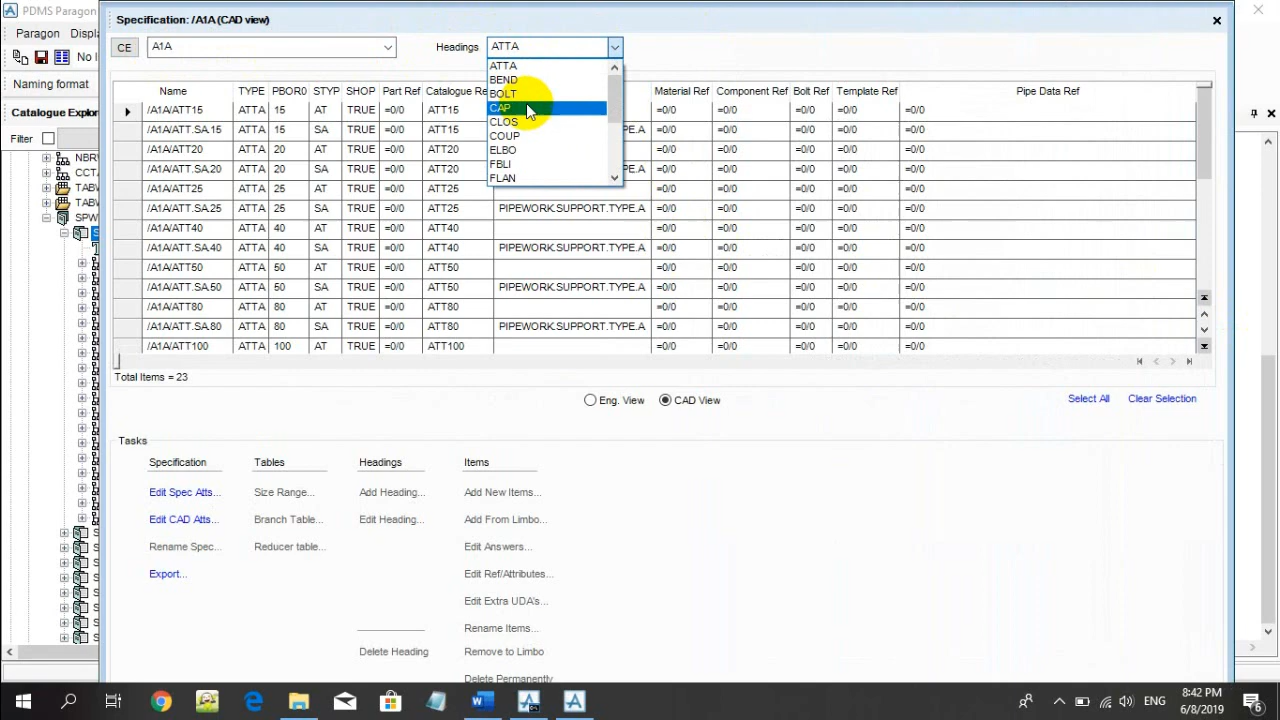 PDMS Paragon
Specification: /A1A (CAD view)
Paragon Displa
CE A1A Headings ATTA
No l
Naming format
Catalogue Explor
Filter
NBRW
CCTA
TABW
TABW
SPW
ATTA
BEND
BOLT
CAP
CLOS
COUP
ELBO
FBLI
FLAN
Name TYPE PBOR0 STYP SHOP Part Ref Catalogue Re Material Ref Component Ref Bolt Ref Template Ref Pipe Data Ref
/A1A/ATT15 ATTA 15 AT TRUE =0/0 ATT15 =0/0 =0/0 =0/0 =0/0 =0/0
/A1A/ATT.SA.15 ATTA 15 SA TRUE =0/0 ATT15 YPE.A =0/0 =0/0 =0/0 =0/0 =0/0
/A1A/ATT20 ATTA 20 AT TRUE =0/0 ATT20 =0/0 =0/0 =0/0 =0/0 =0/0
/A1A/ATT.SA.20 ATTA 20 SA TRUE =0/0 ATT20 YPE.A =0/0 =0/0 =0/0 =0/0 =0/0
/A1A/ATT25 ATTA 25 AT TRUE =0/0 ATT25 =0/0 =0/0 =0/0 =0/0 =0/0
/A1A/ATT.SA.25 ATTA 25 SA TRUE =0/0 ATT25 PIPEWORK.SUPPORT.TYPE.A =0/0 =0/0 =0/0 =0/0 =0/0
/A1A/ATT40 ATTA 40 AT TRUE =0/0 ATT40 =0/0 =0/0 =0/0 =0/0 =0/0
/A1A/ATT.SA.40 ATTA 40 SA TRUE =0/0 ATT40 PIPEWORK.SUPPORT.TYPE.A =0/0 =0/0 =0/0 =0/0 =0/0
/A1A/ATT50 ATTA 50 AT TRUE =0/0 ATT50 =0/0 =0/0 =0/0 =0/0 =0/0
/A1A/ATT.SA.50 ATTA 50 SA TRUE =0/0 ATT50 PIPEWORK.SUPPORT.TYPE.A =0/0 =0/0 =0/0 =0/0 =0/0
/A1A/ATT80 ATTA 80 AT TRUE =0/0 ATT80 =0/0 =0/0 =0/0 =0/0 =0/0
/A1A/ATT.SA.80 ATTA 80 SA TRUE =0/0 ATT80 PIPEWORK.SUPPORT.TYPE.A =0/0 =0/0 =0/0 =0/0 =0/0
/A1A/ATT100 ATTA 100 AT TRUE =0/0 ATT100 =0/0 =0/0 =0/0 =0/0 =0/0
Total Items = 23
Eng. View CAD View Select All Clear Selection
Tasks
Specification Tables Headings Items
Edit Spec Atts... Size Range... Add Heading... Add New Items...
Edit CAD Atts... Branch Table... Edit Heading... Add From Limbo...
Rename Spec... Reducer table... Edit Answers...
Export... Edit Ref/Attributes...
Edit Extra UDA's...
Rename Items...
Delete Heading Remove to Limbo
Delete Permanently
ENG 8:42 PM
6/8/2019
6